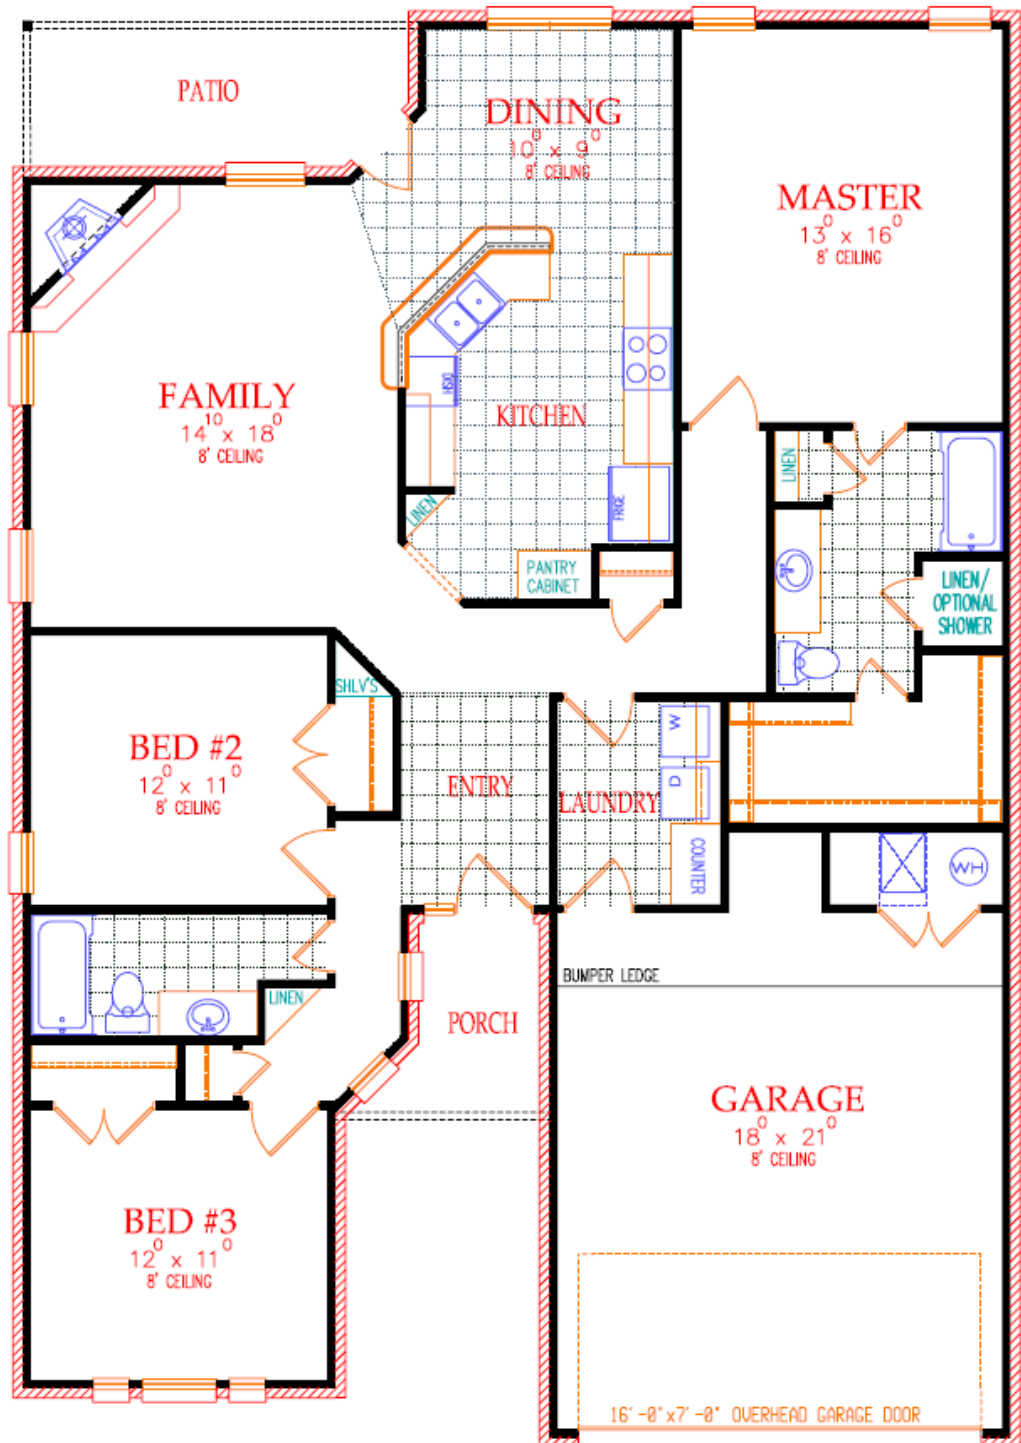 PATIO
DINING
10⁰ x 9⁰
8' CEILING
MASTER
13⁰ x 16⁰
8' CEILING
FAMILY
14¹⁰ x 18⁰
8' CEILING
DISH
KITCHEN
LINEN
FRIGE
LINEN
PANTRY
CABINET
LINEN/
OPTIONAL
SHOWER
SHLV'S
BED #2
12⁰ x 11⁰
8' CEILING
ENTRY
LAUNDRY
W
D
COUNTER
WH
BUMPER LEDGE
LINEN
PORCH
GARAGE
18⁰ x 21⁰
8' CEILING
BED #3
12⁰ x 11⁰
8' CEILING
16'-0"x7'-0" OVERHEAD GARAGE DOOR